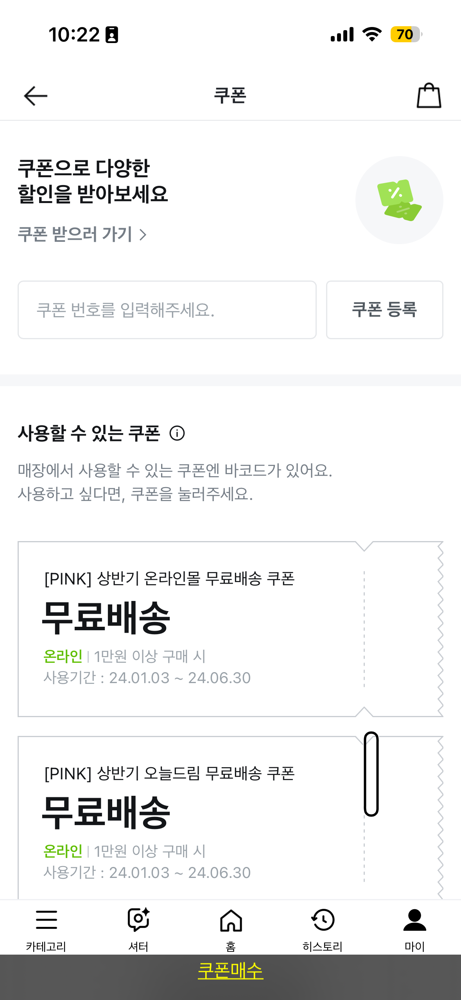 10:22
70
쿠폰
쿠폰으로 다양한
할인을 받아보세요
쿠폰 받으러 가기
쿠폰 번호를 입력해주세요.
쿠폰 등록
사용할 수 있는 쿠폰
매장에서 사용할 수 있는 쿠폰엔 바코드가 있어요.
사용하고 싶다면, 쿠폰을 눌러주세요.
[PINK] 상반기 온라인몰 무료배송 쿠폰
무료배송
온라인 | 1만원 이상 구매 시
사용기간 : 24.01.03 ~ 24.06.30
[PINK] 상반기 오늘드림 무료배송 쿠폰
무료배송
온라인 | 1만원 이상 구매 시
사용기간 : 24.01.03 ~ 24.06.30
카테고리
셔터
홈
히스토리
마이
쿠폰매수